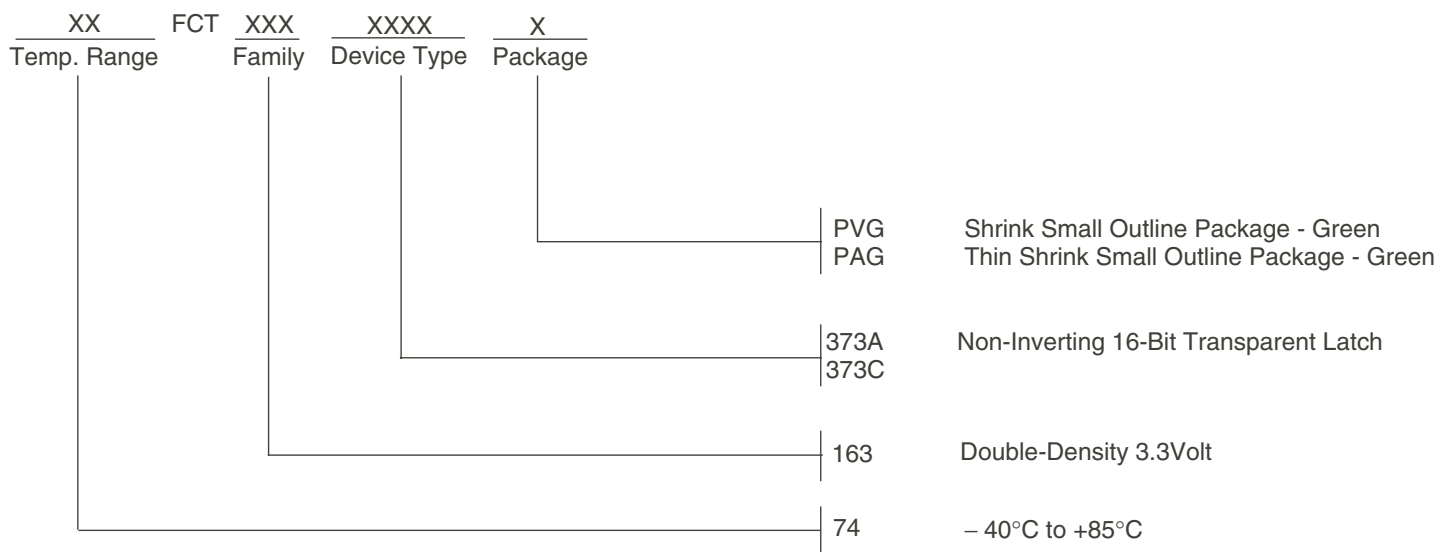 XX FCT XXX XXXX X
Temp. Range Family Device Type Package
PVG Shrink Small Outline Package - Green
PAG Thin Shrink Small Outline Package - Green
373A Non-Inverting 16-Bit Transparent Latch
373C
163 Double-Density 3.3Volt
74 – 40°C to +85°C